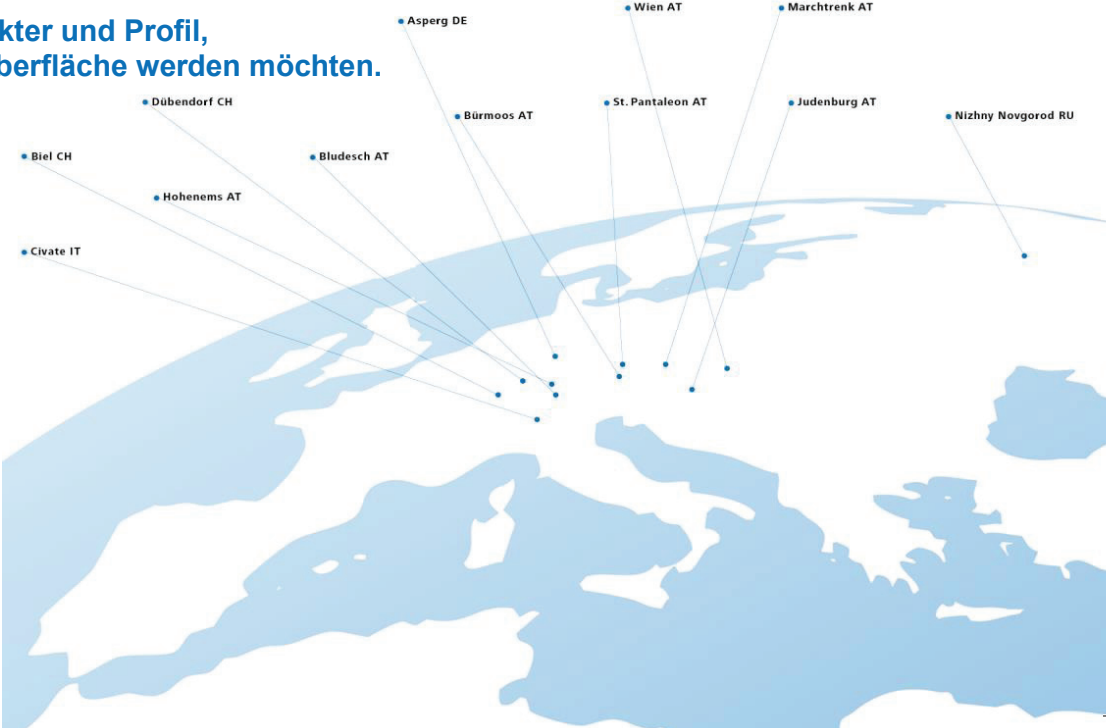 kter und Profil,
berfläche werden möchten.
Asperg DE
Wien AT
Marchtrenk AT
Dübendorf CH
Bürmoos AT
St. Pantaleon AT
Judenburg AT
Nizhny Novgorod RU
Biel CH
Bludesch AT
Hohenems AT
Civate IT